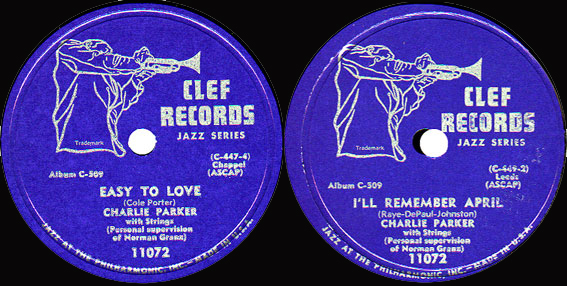 CLEF
RECORDS
JAZZ SERIES
Trademark
(C-447-4)
Chappel
(ASCAP)
Album C-509
EASY TO LOVE
(Cole Porter)
CHARLIE PARKER
with Strings
(Personal supervision
of Norman Granz)
11072
JAZZ AT THE PHILHARMONIC, INC.—MADE IN U.S.A.
CLEF
RECORDS
JAZZ SERIES
Trademark
(C-449-2)
Leeds
(ASCAP)
Album C-509
I'LL REMEMBER APRIL
(Raye-DePaul-Johnston)
CHARLIE PARKER
with Strings
(Personal supervision
of Norman Granz)
11072
JAZZ AT THE PHILHARMONIC, INC.—MADE IN U.S.A.